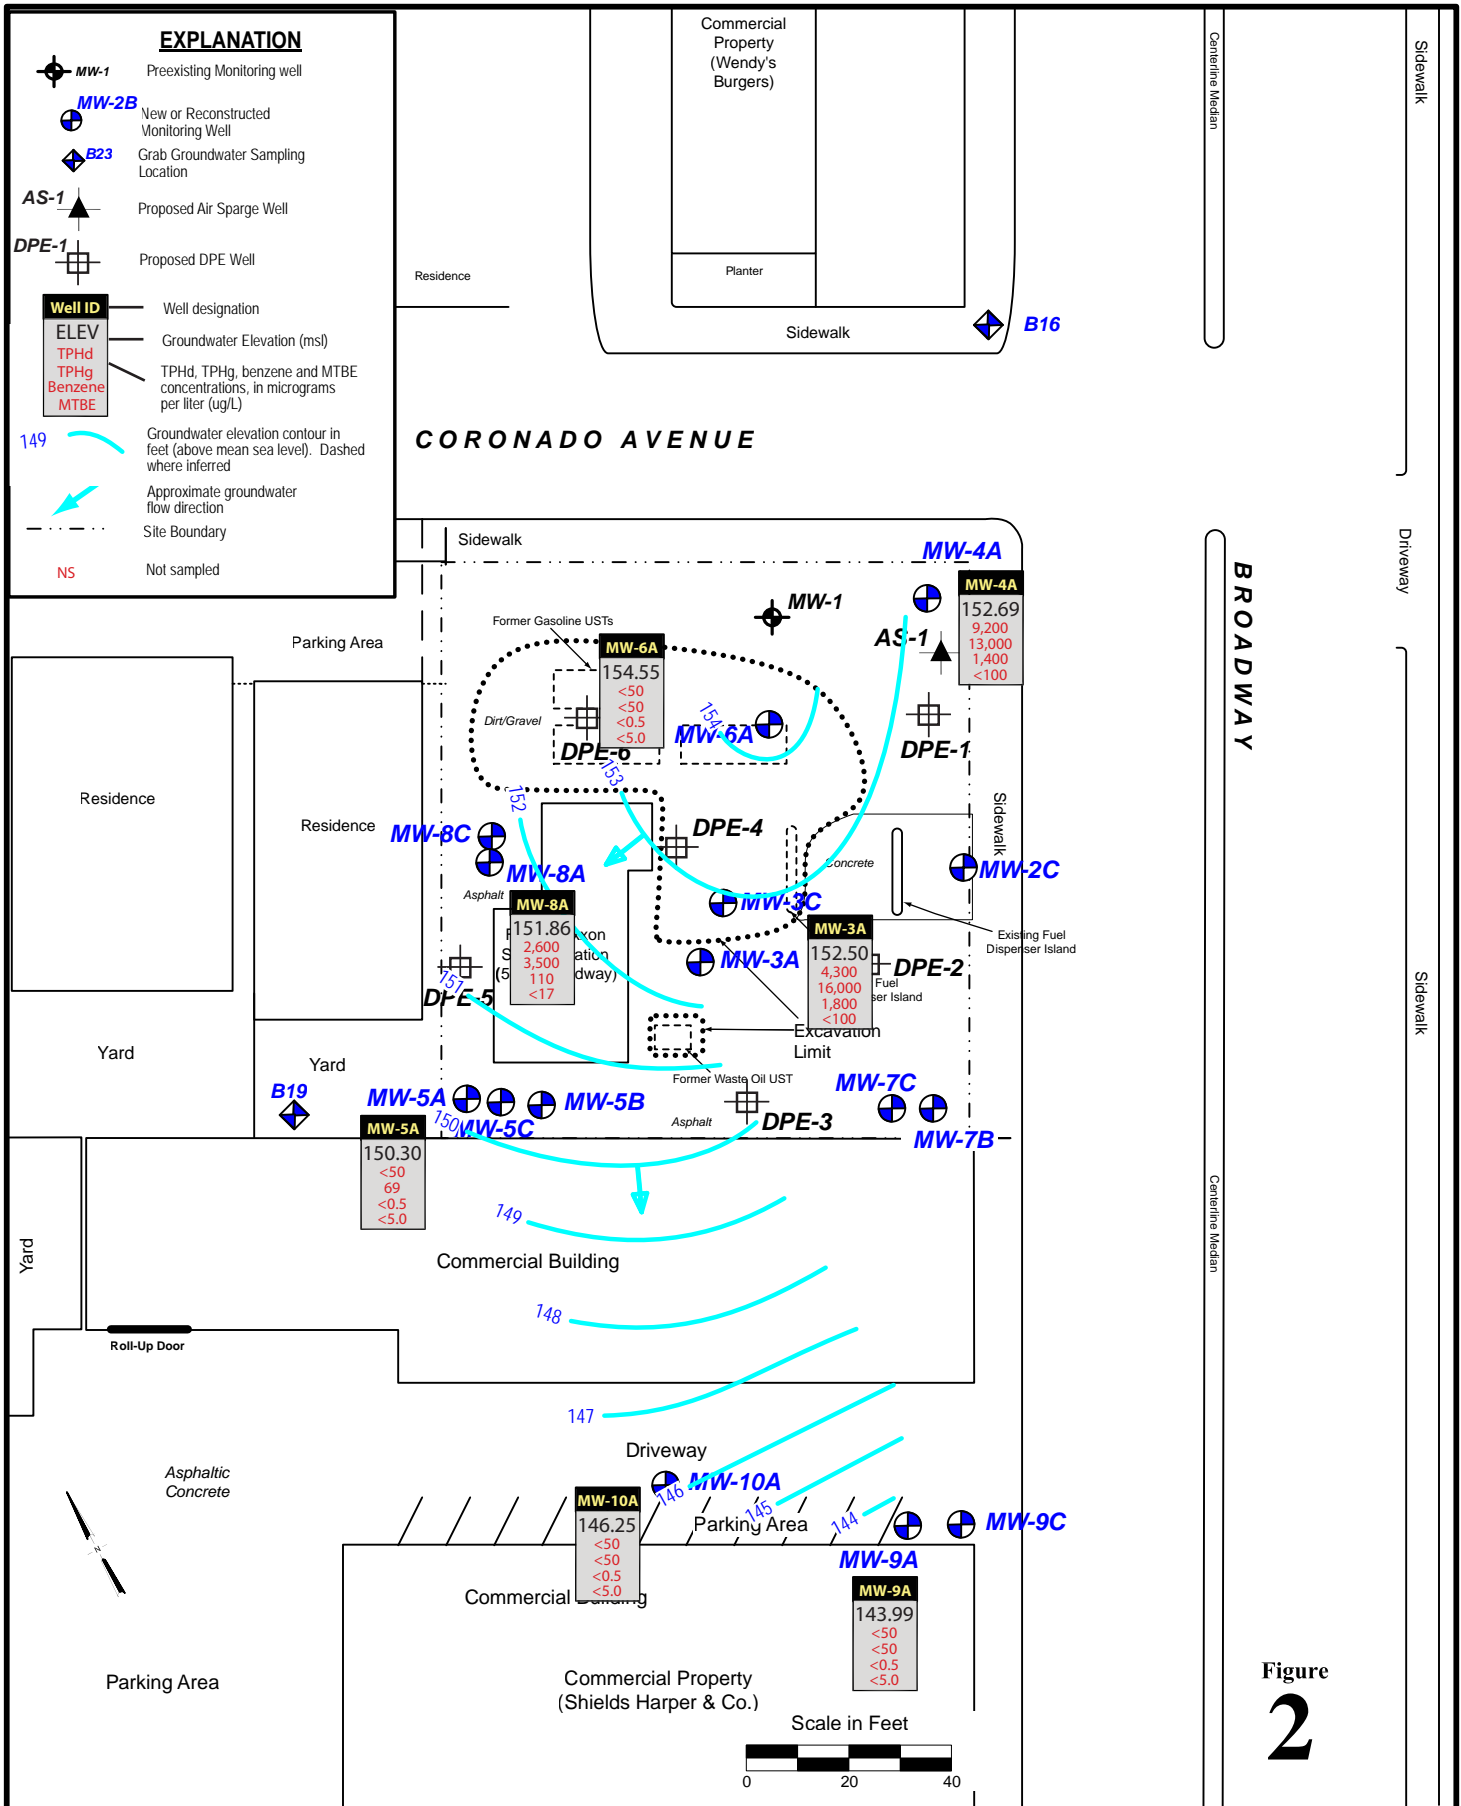 EXPLANATION
MW-1
Preexisting Monitoring well
MW-2B
New or Reconstructed
Monitoring Well
B23
Grab Groundwater Sampling
Location
AS-1
Proposed Air Sparge Well
DPE-1
Proposed DPE Well
Well ID
Well designation
ELEV
Groundwater Elevation (msl)
TPHd
TPHg
Benzene
MTBE
TPHd, TPHg, benzene and MTBE
concentrations, in micrograms
per liter (ug/L)
149
Groundwater elevation contour in
feet (above mean sea level). Dashed
where inferred
Approximate groundwater
flow direction
Site Boundary
NS
Not sampled
Commercial
Property
(Wendy's
Burgers)
Centerline Median
Sidewalk
Residence
Planter
Sidewalk
B16
CORONADO AVENUE
Sidewalk
Driveway
BROADWAY
MW-4A
MW-4A
152.69
9,200
13,000
1,400
<100
MW-1
AS-1
Former Gasoline USTs
Parking Area
MW-6A
154.55
<50
<50
<0.5
<5.0
Dirt/Gravel
154
MW-6A
DPE-6
DPE-1
153
152
Residence
Residence
Sidewalk
MW-8C
DPE-4
MW-8A
Concrete
MW-2C
Asphalt
MW-8A
151.86
2,600
3,500
110
<17
MW-3C
MW-3A
152.50
4,300
16,000
1,800
<100
Existing Fuel
Dispenser Island
MW-3A
DPE-2
Fuel
ser Island
xon
ation
dway)
Sidewalk
151
DPE-5
Excavation
Limit
Yard
Yard
Former Waste Oil UST
B19
MW-5A
MW-5B
MW-7C
150
MW-5C
Asphalt
DPE-3
MW-7B
MW-5A
150.30
<50
69
<0.5
<5.0
149
Centerline Median
Yard
Commercial Building
148
Roll-Up Door
147
Driveway
Asphaltic
Concrete
MW-10A
146
145
144
Parking Area
MW-9C
MW-10A
146.25
<50
<50
<0.5
<5.0
N
MW-9A
MW-9A
143.99
<50
<50
<0.5
<5.0
Commercial Building
Parking Area
Commercial Property
(Shields Harper & Co.)
Scale in Feet
0 20 40
Figure
2